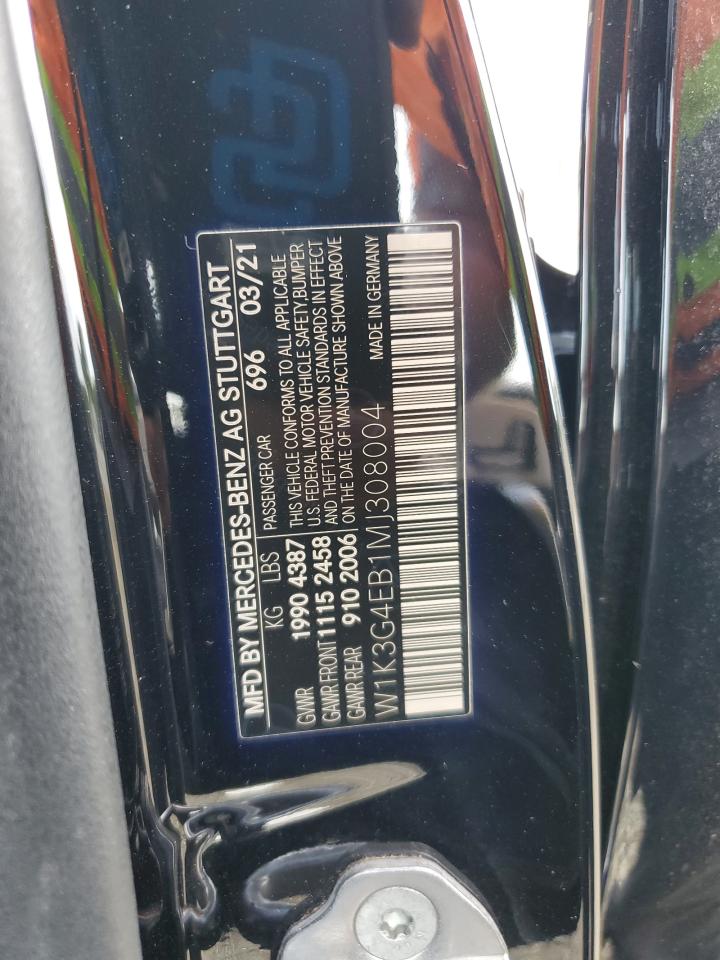 MFD BY MERCEDES-BENZ AG STUTTGART
KG LBS PASSENGER CAR 696 03/21
GVWR 1990 4387 THIS VEHICLE CONFORMS TO ALL APPLICABLE
U.S. FEDERAL MOTOR VEHICLE SAFETY, BUMPER
GAWR FRONT 1115 2458 AND THEFT PREVENTION STANDARDS IN EFFECT
GAWR REAR 910 2006 ON THE DATE OF MANUFACTURE SHOWN ABOVE
W1K3G4EB1MJ308004 MADE IN GERMANY